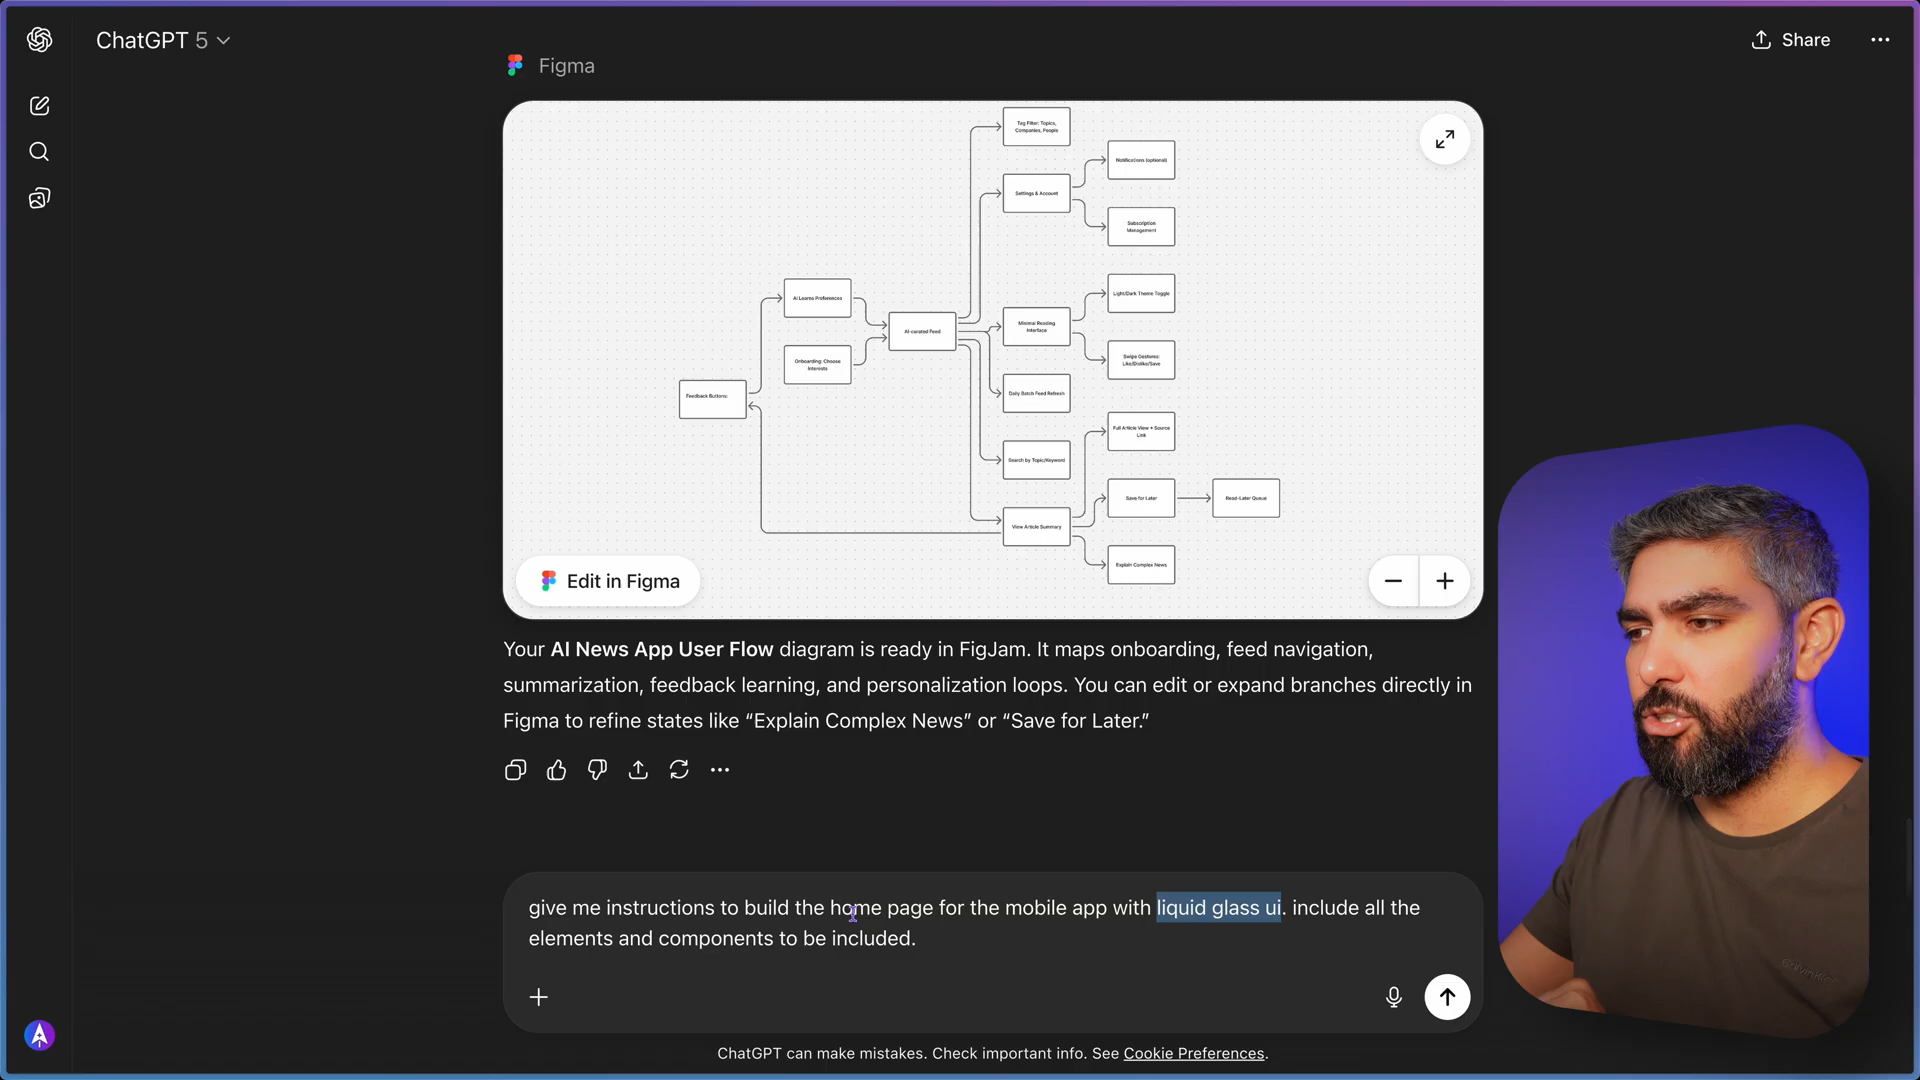 ChatGPT 5
Share
Figma
Tag Filter: Topics,
Companies, People
Notifications (optional)
Settings & Account
Subscription
Management
AI Learns Preferences
Light/Dark Theme Toggle
AI-curated Feed
Minimal Reading
Interface
Onboarding: Choose
Interests
Swipe Gestures:
Like/Dislike/Save
Feedback Buttons:
Daily Batch Feed Refresh
Full Article View + Source
Link
Search by Topic/Keyword
Save for Later
Read-Later Queue
View Article Summary
Explain Complex News
Edit in Figma
Your AI News App User Flow diagram is ready in FigJam. It maps onboarding, feed navigation,
summarization, feedback learning, and personalization loops. You can edit or expand branches directly in
Figma to refine states like “Explain Complex News” or “Save for Later.”
give me instructions to build the home page for the mobile app with liquid glass ui. include all the
elements and components to be included.
ChatGPT can make mistakes. Check important info. See Cookie Preferences.